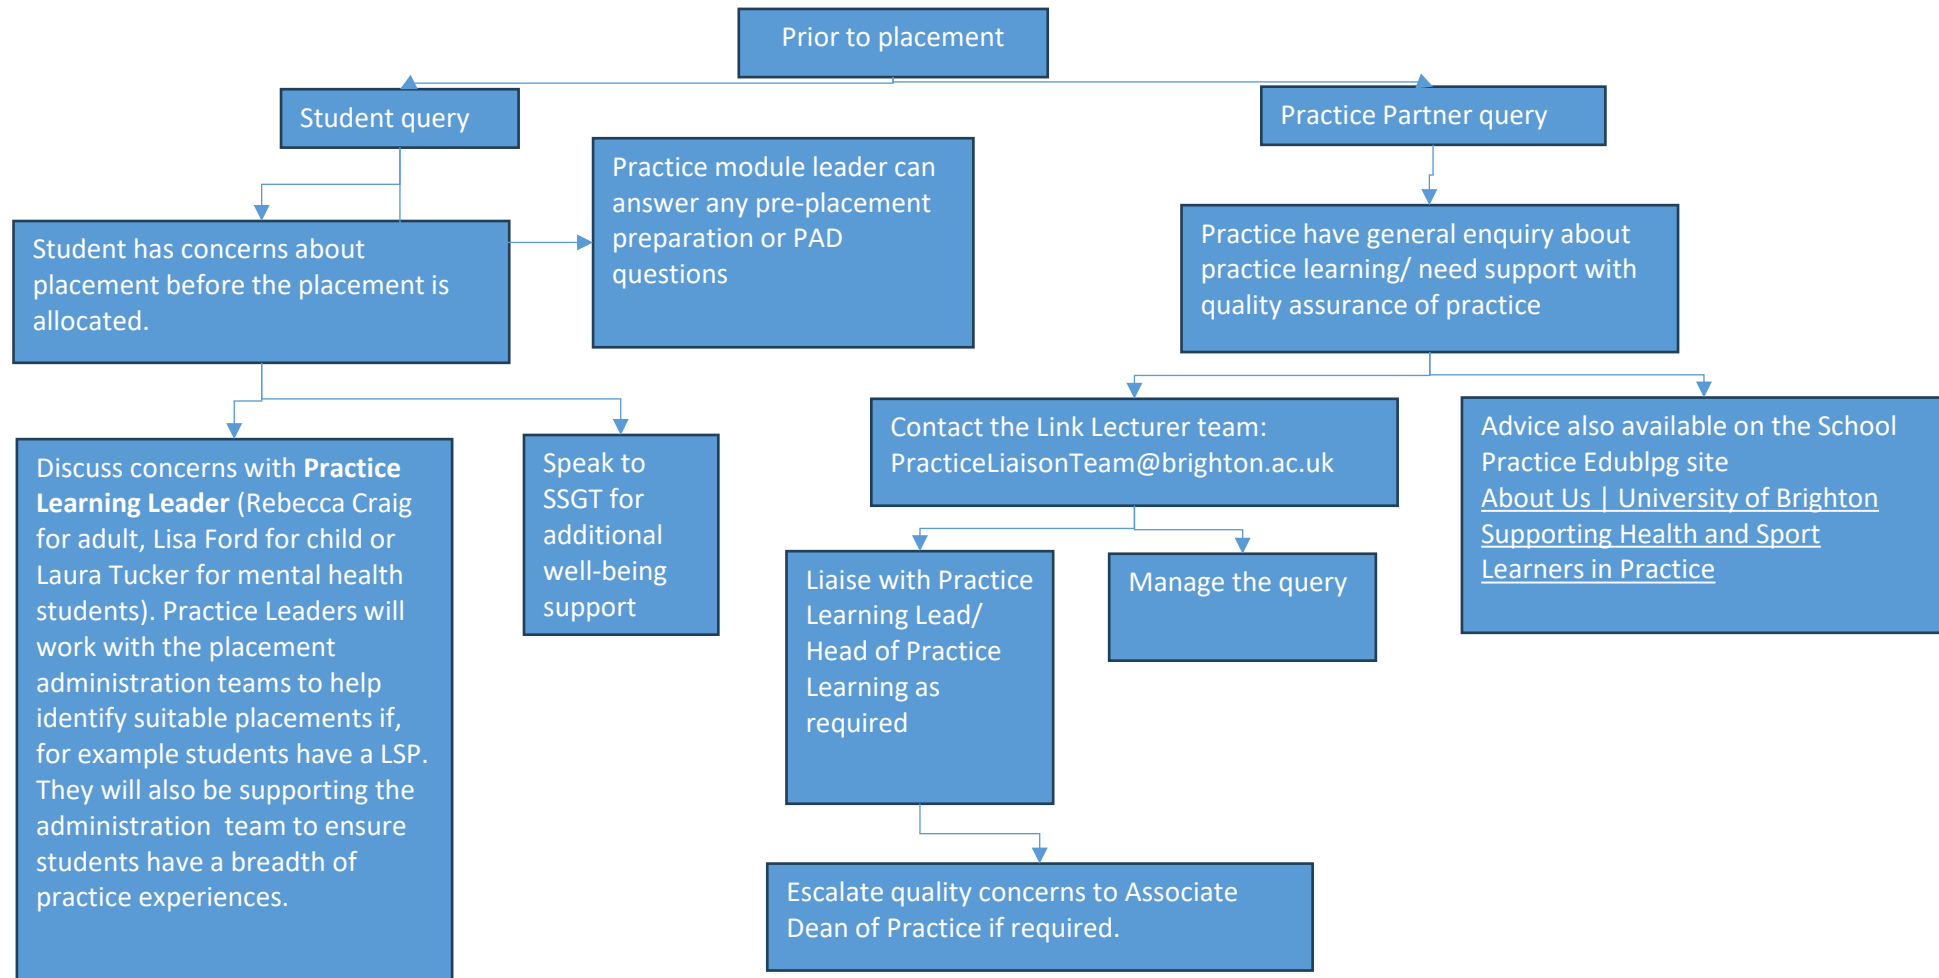 Prior to placement
Student query
Practice Partner query
Practice module leader can
answer any pre-placement
preparation or PAD
questions
Student has concerns about
placement before the placement is
allocated.
Practice have general enquiry about
practice learning/ need support with
quality assurance of practice
Discuss concerns with Practice
Learning Leader (Rebecca Craig
for adult, Lisa Ford for child or
Laura Tucker for mental health
students). Practice Leaders will
work with the placement
administration teams to help
identify suitable placements if,
for example students have a LSP.
They will also be supporting the
administration  team to ensure
students have a breadth of
practice experiences.
Speak to
SSGT for
additional
well-being
support
Contact the Link Lecturer team:
PracticeLiaisonTeam@brighton.ac.uk
Advice also available on the School
Practice Edublpg site
About Us | University of Brighton
Supporting Health and Sport
Learners in Practice
Liaise with Practice
Learning Lead/
Head of Practice
Learning as
required
Manage the query
Escalate quality concerns to Associate
Dean of Practice if required.